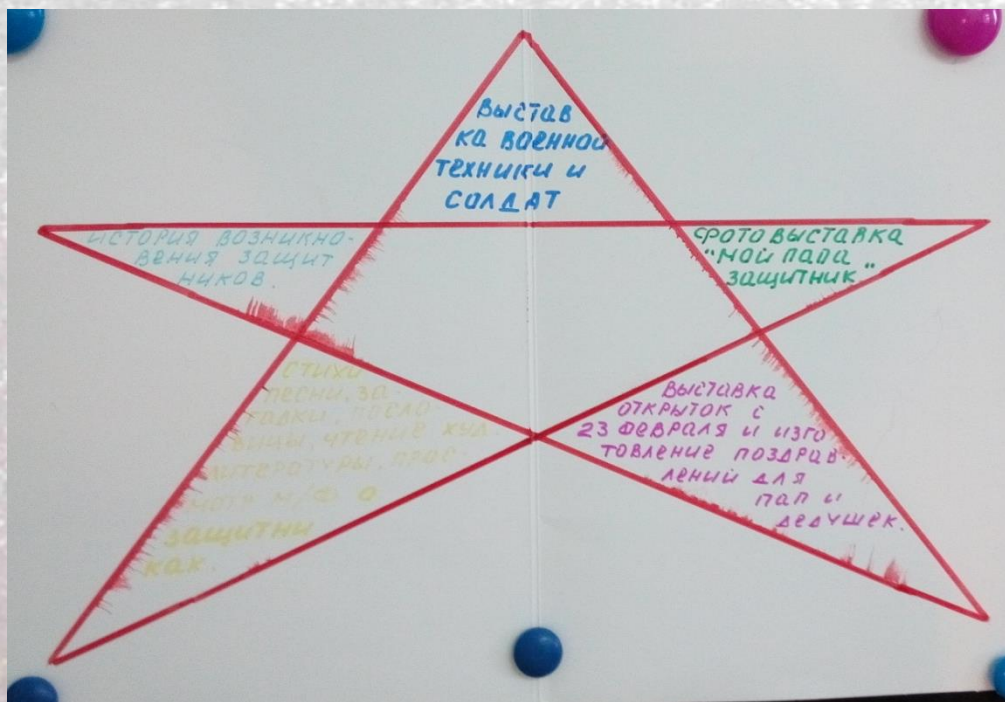 ВЫСТАВ
КА ВОЕННОЙ
ТЕХНИКИ И
СОЛДАТ
ИСТОРИЯ ВОЗНИКНО-
ВЕНИЯ ЗАЩИТ
НИКОВ.
ФОТО ВЫСТАВКА
"МОЙ ПАПА
ЗАЩИТНИК"
СТИХИ
ПЕСНИ, ЗА-
ГАДКИ, ПОСЛО-
ВИЦЫ, ЧТЕНИЕ ХУД.
ЛИТЕРАТУРЫ, ПРОС-
МОТР М/Ф О
ЗАЩИТНИ
КАХ.
ВЫСТАВКА
ОТКРЫТОК С
23 ФЕВРАЛЯ И ИЗГО
ТОВЛЕНИЕ ПОЗДРАВ-
ЛЕНИЙ ДЛЯ
ПАП И
ДЕДУШЕК.